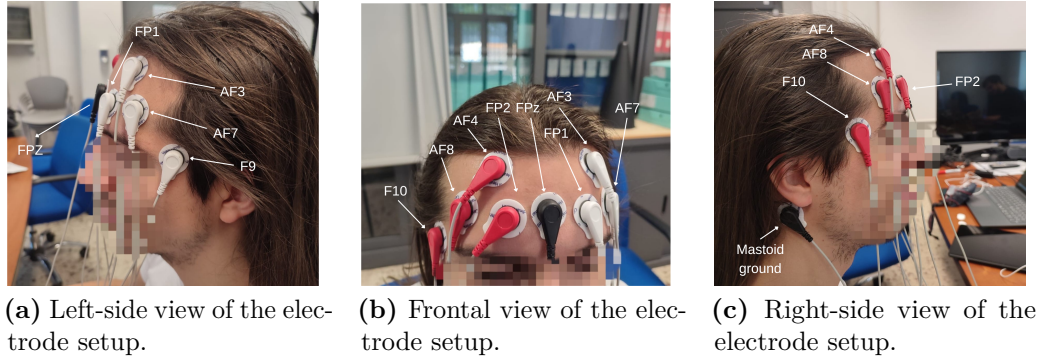 FP1
AF3
AF7
FPZ
F9
AF3
FP2 FPz
AF7
AF4
FP1
AF8
F10
AF4
AF8
F10
FP2
Mastoid
ground
(a) Left-side view of the elec-
trode setup.
(b) Frontal view of the elec-
trode setup.
(c) Right-side view of the
electrode setup.